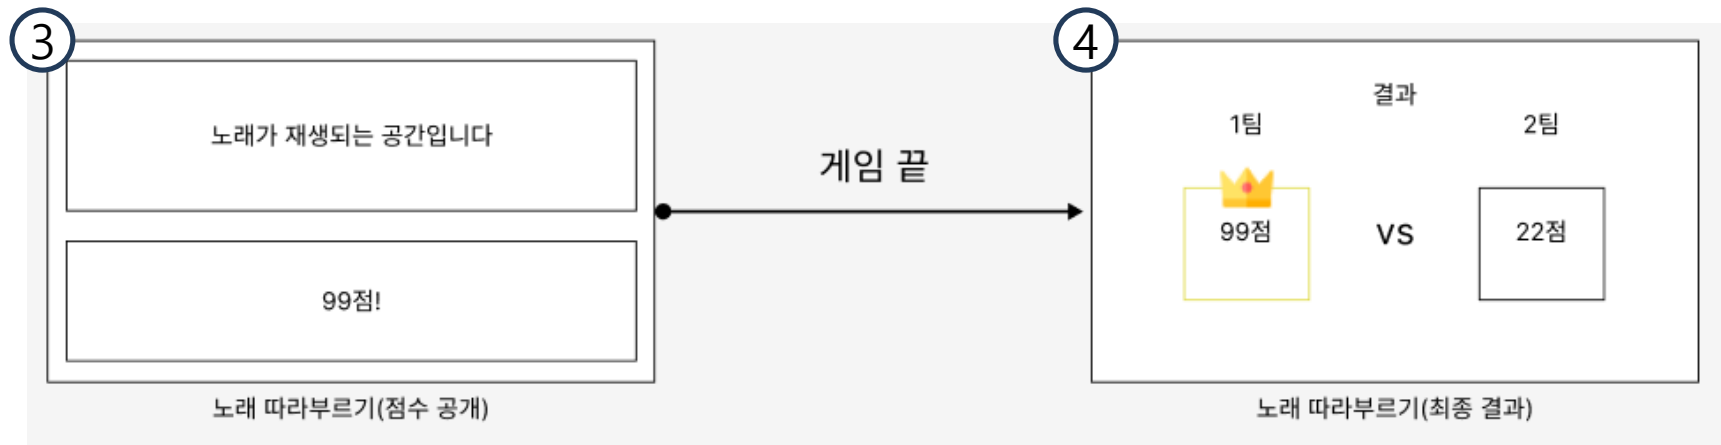 3
노래가 재생되는 공간입니다
99점!
노래 따라부르기(점수 공개)
게임 끝
4
결과
1팀
2팀
99점
vs
22점
노래 따라부르기(최종 결과)